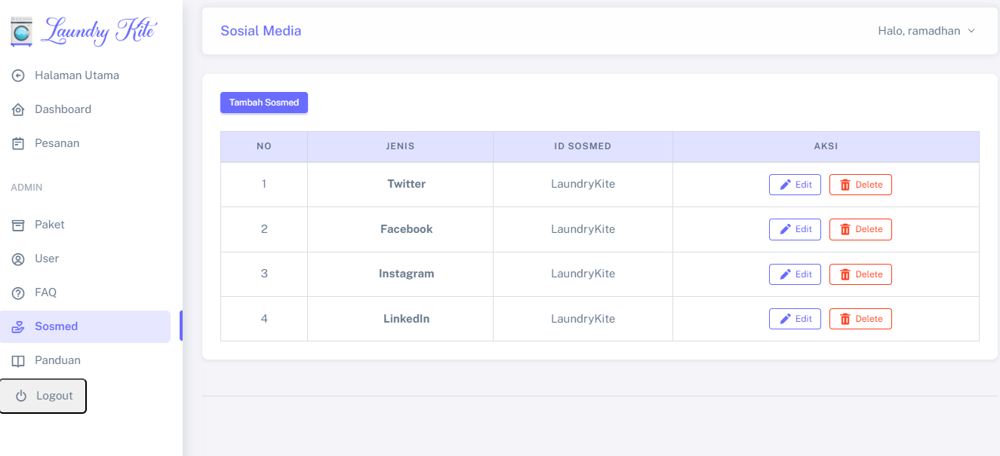 Laundry Kite
Halaman Utama
Dashboard
Pesanan
ADMIN
Paket
User
FAQ
Sosmed
Panduan
Logout
Sosial Media
Halo, ramadhan
Tambah Sosmed
NO JENIS ID SOSMED AKSI
1 Twitter LaundryKite Edit Delete
2 Facebook LaundryKite Edit Delete
3 Instagram LaundryKite Edit Delete
4 LinkedIn LaundryKite Edit Delete